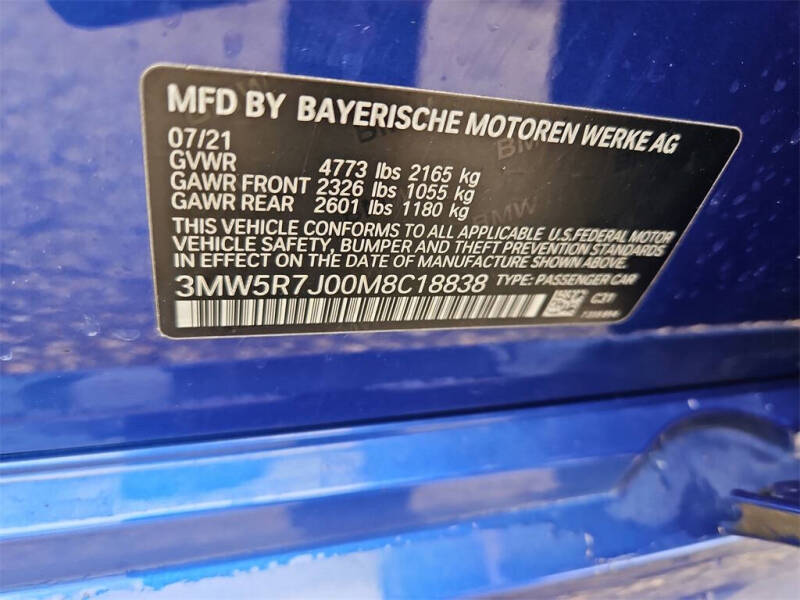 MFD BY BAYERISCHE MOTOREN WERKE AG
07/21
GVWR 4773 lbs 2165 kg
GAWR FRONT 2326 lbs 1055 kg
GAWR REAR 2601 lbs 1180 kg
THIS VEHICLE CONFORMS TO ALL APPLICABLE U.S.FEDERAL MOTOR
VEHICLE SAFETY, BUMPER AND THEFT PREVENTION STANDARDS
IN EFFECT ON THE DATE OF MANUFACTURE SHOWN ABOVE.
3MW5R7J00M8C18838 TYPE: PASSENGER CAR
C31